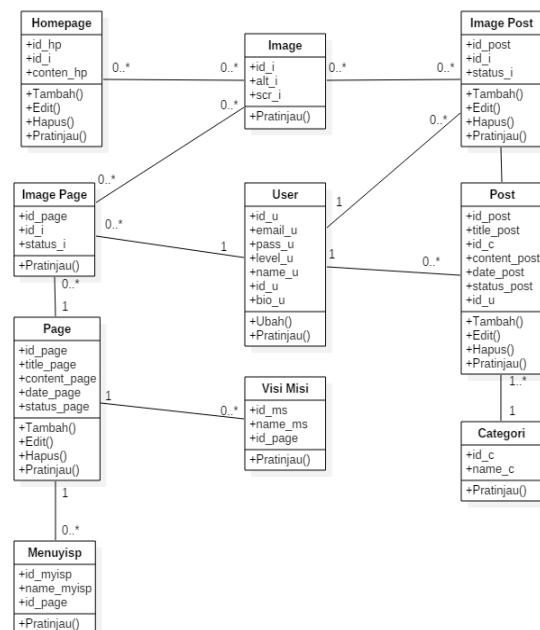 Homepage
+id_hp
+id_i
+conten_hp
+Tambah()
+Edit()
+Hapus()
+Pratinjau()
0..*
0..*
Image
+id_i
+alt_i
+scr_i
+Pratinjau()
0..*
0..*
0..*
Image Post
+id_post
+id_i
+status_i
+Tambah()
+Edit()
+Hapus()
+Pratinjau()
0..*
0..*
Image Page
+id_page
+id_i
+status_i
+Pratinjau()
0..*
1
0..*
1
User
+id_u
+email_u
+pass_u
+level_u
+name_u
+id_u
+bio_u
+Ubah()
+Pratinjau()
1
1
0..*
Post
+id_post
+title_post
+id_c
+content_post
+date_post
+status_post
+id_u
+Tambah()
+Edit()
+Hapus()
+Pratinjau()
1..*
1
Page
+id_page
+title_page
+content_page
+date_page
+status_page
+Tambah()
+Edit()
+Hapus()
+Pratinjau()
1
0..*
Visi Misi
+id_ms
+name_ms
+id_page
+Pratinjau()
Categori
+id_c
+name_c
+Pratinjau()
1
0..*
Menuyisp
+id_myisp
+name_myisp
+id_page
+Pratinjau()